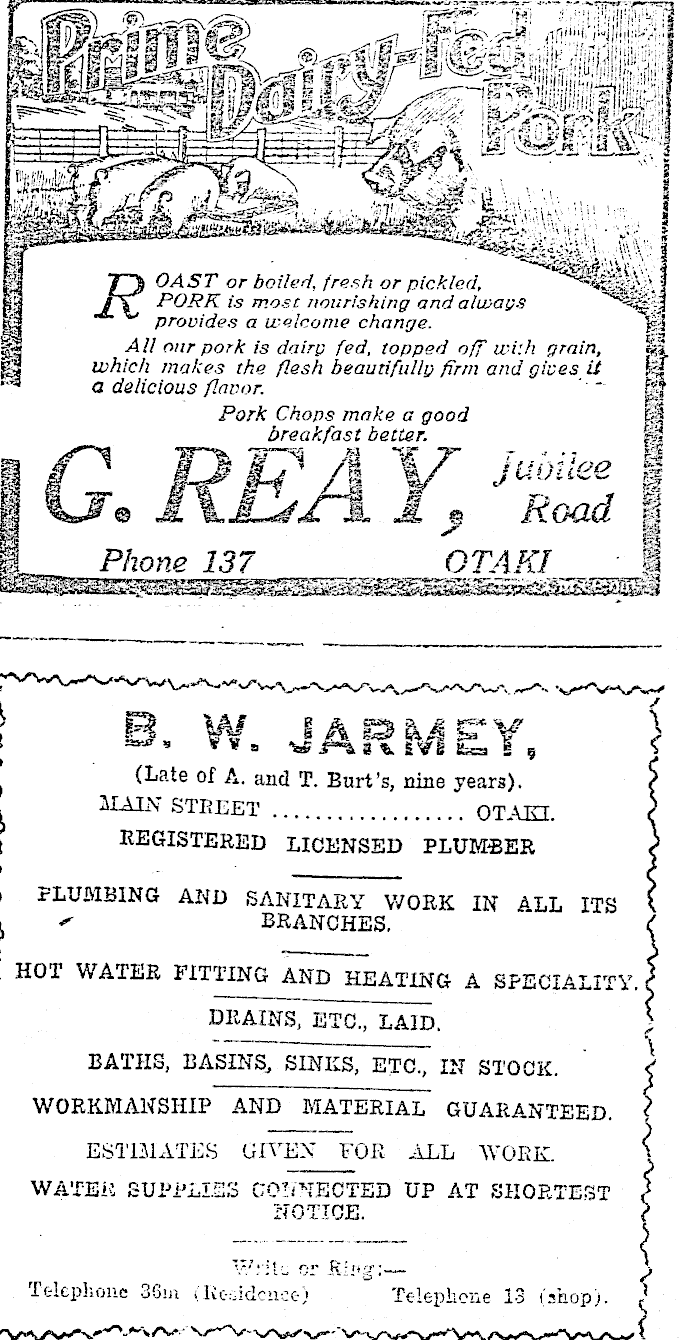 Prime
Dairy-Fed
Pork
ROAST or boiled, fresh or pickled,
PORK is most nourishing and always
provides a welcome change.
All our pork is dairy fed, topped off with grain,
which makes the flesh beautifully firm and gives it
a delicious flavor.
Pork Chops make a good
breakfast better.
G. REAY, Jubilee
Road
Phone 137 OTAKI
B. W. JARMEY,
(Late of A. and T. Burt's, nine years).
MAIN STREET .................. OTAKI.
REGISTERED LICENSED PLUMBER
PLUMBING AND SANITARY WORK IN ALL ITS
BRANCHES.
HOT WATER FITTING AND HEATING A SPECIALITY.
DRAINS, ETC., LAID.
BATHS, BASINS, SINKS, ETC., IN STOCK.
WORKMANSHIP AND MATERIAL GUARANTEED.
ESTIMATES GIVEN FOR ALL WORK.
WATER SUPPLIES CONNECTED UP AT SHORTEST
NOTICE.
Write or Ring:—
Telephone 36m (Residence) Telephone 13 (shop).